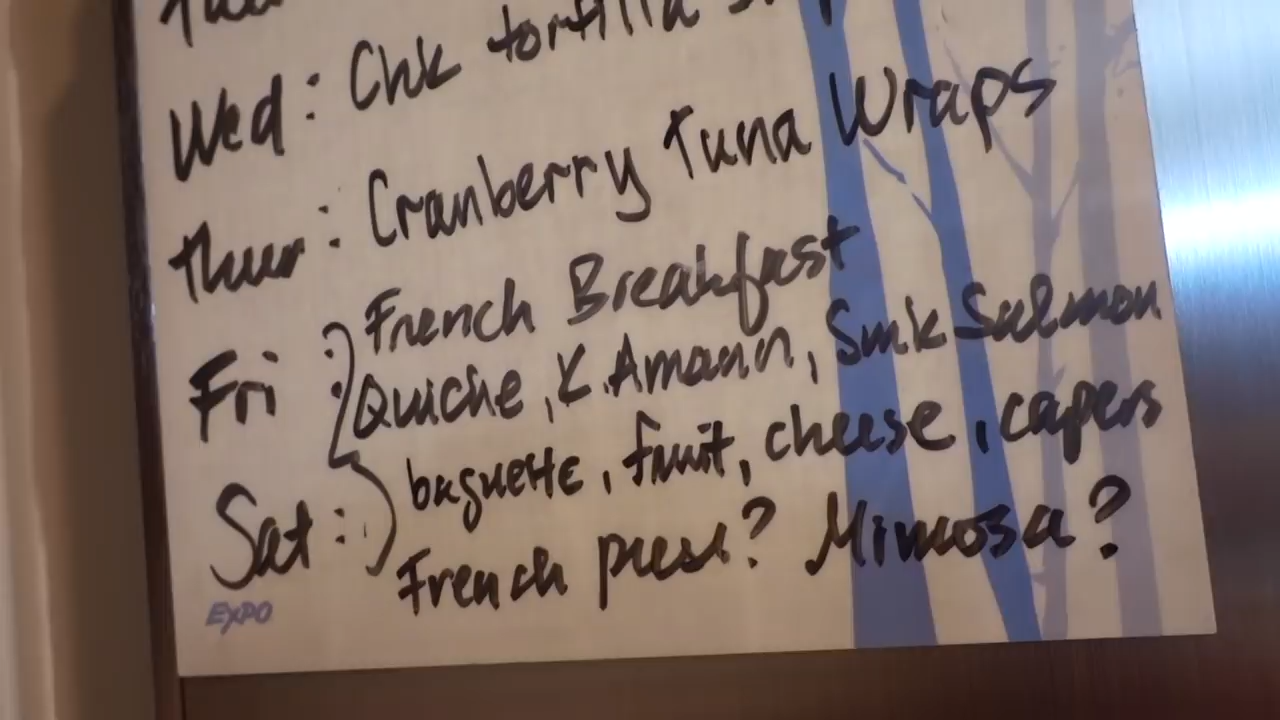 Wed: Chk tortilla
Thur: Cranberry Tuna Wraps
Fri : French Breakfast
Quiche, K. Amann, Smk Salmon
baguette, fruit, cheese, capers
Sat: French press? Mimosa?
EXPO